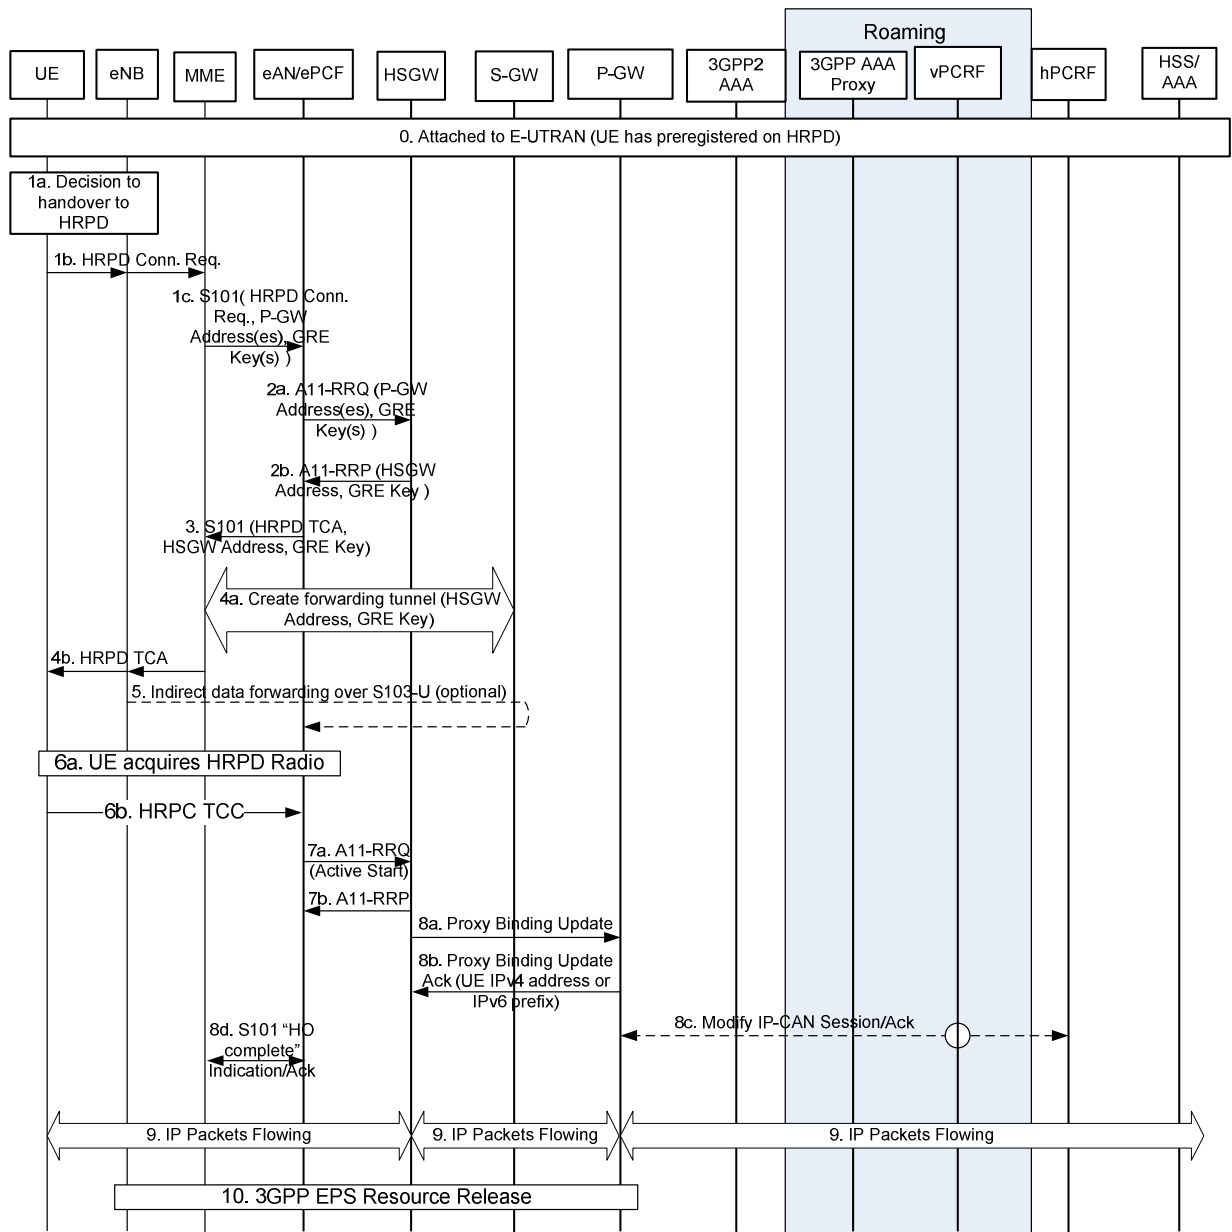 Roaming
UE
eNB
MME
eAN/ePCF
HSGW
S-GW
P-GW
3GPP2
AAA
3GPP AAA
Proxy
vPCRF
hPCRF
HSS/
AAA
0. Attached to E-UTRAN (UE has preregistered on HRPD)
1a. Decision to
handover to
HRPD
1b. HRPD Conn. Req.
1c. S101( HRPD Conn.
Req., P-GW
Address(es), GRE
Key(s) )
2a. A11-RRQ (P-GW
Address(es), GRE
Key(s) )
2b. A11-RRP (HSGW
Address, GRE Key )
3. S101 (HRPD TCA,
HSGW Address, GRE Key)
4a. Create forwarding tunnel (HSGW
Address, GRE Key)
4b. HRPD TCA
5. Indirect data forwarding over S103-U (optional)
6a. UE acquires HRPD Radio
6b. HRPC TCC
7a. A11-RRQ
(Active Start)
7b. A11-RRP
8a. Proxy Binding Update
8b. Proxy Binding Update
Ack (UE IPv4 address or
IPv6 prefix)
8c. Modify IP-CAN Session/Ack
8d. S101 “HO
complete”
Indication/Ack
9. IP Packets Flowing
9. IP Packets Flowing
9. IP Packets Flowing
10. 3GPP EPS Resource Release